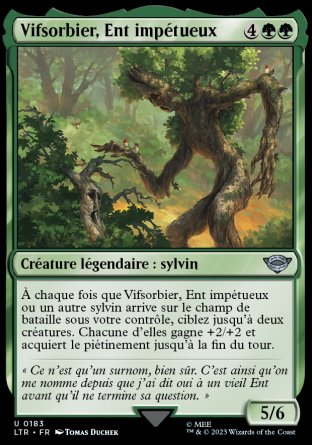 Vifsorbier, Ent impétueux 4
Créature légendaire : sylvin
À chaque fois que Vifsorbier, Ent impétueux
ou un autre sylvin arrive sur le champ de
bataille sous votre contrôle, ciblez jusqu'à deux
créatures. Chacune d'elles gagne +2/+2 et
acquiert le piétinement jusqu'à la fin du tour.
« Ce n'est qu'un surnom, bien sûr. C'est ainsi qu'on
me nomme depuis que j'ai dit oui à un vieil Ent
avant qu'il ne termine sa question. »
5/6
U 0183
LTR • FR Tomas Duchek
© MEE
™ & © 2023 Wizards of the Coast